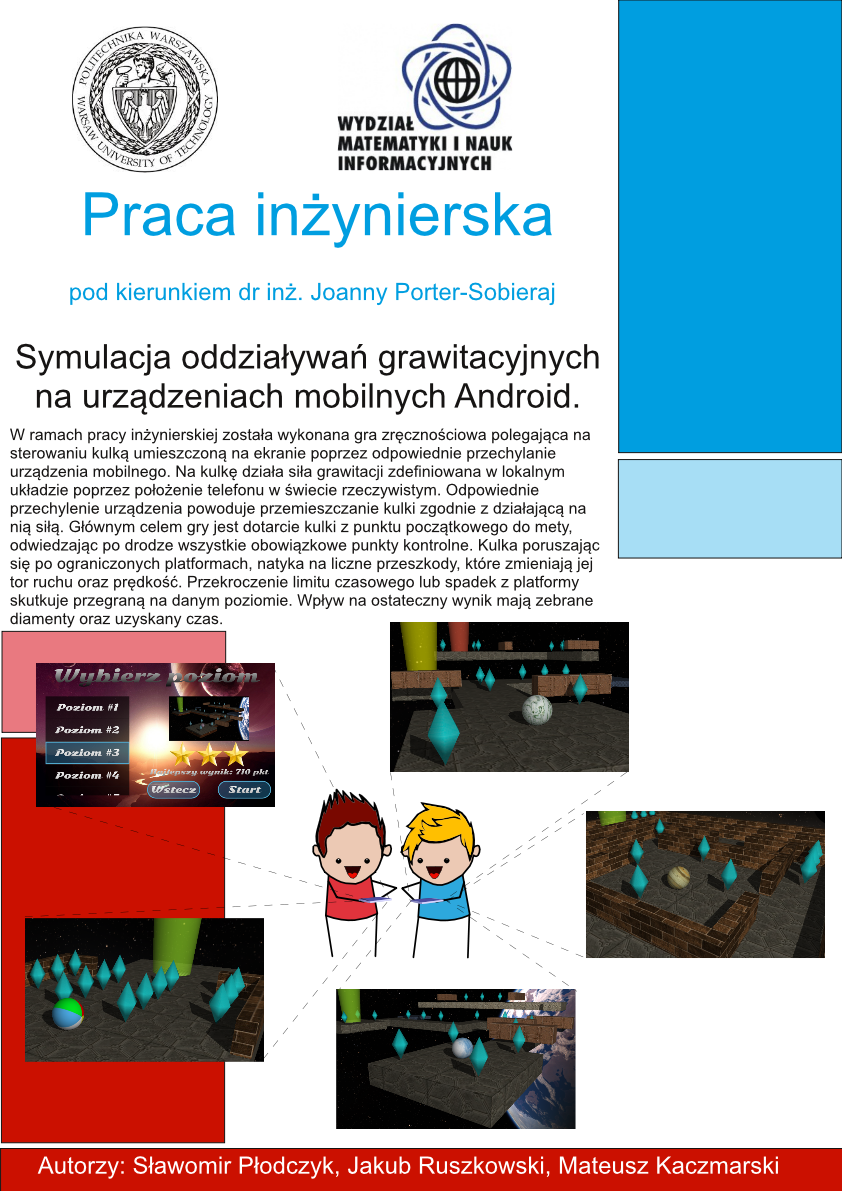 POLITECHNIKA WARSZAWSKA
WARSAW UNIVERSITY OF TECHNOLOGY
WYDZIAŁ
MATEMATYKI I NAUK
INFORMACYJNYCH
Praca inżynierska
pod kierunkiem dr inż. Joanny Porter-Sobieraj
Symulacja oddziaływań grawitacyjnych
na urządzeniach mobilnych Android.
W ramach pracy inżynierskiej została wykonana gra zręcznościowa polegająca na
sterowaniu kulką umieszczoną na ekranie poprzez odpowiednie przechylanie
urządzenia mobilnego. Na kulkę działa siła grawitacji zdefiniowana w lokalnym
układzie poprzez położenie telefonu w świecie rzeczywistym. Odpowiednie
przechylenie urządzenia powoduje przemieszczanie kulki zgodnie z działającą na
nią siłą. Głównym celem gry jest dotarcie kulki z punktu początkowego do mety,
odwiedzając po drodze wszystkie obowiązkowe punkty kontrolne. Kulka poruszając
się po ograniczonych platformach, natyka na liczne przeszkody, które zmieniają jej
tor ruchu oraz prędkość. Przekroczenie limitu czasowego lub spadek z platformy
skutkuje przegraną na danym poziomie. Wpływ na ostateczny wynik mają zebrane
diamenty oraz uzyskany czas.
Wybierz poziom
Poziom #1
Poziom #2
Poziom #3
Poziom #4
Najlepszy wynik: 710 pkt
Wstecz
Start
Autorzy: Sławomir Płodczyk, Jakub Ruszkowski, Mateusz Kaczmarski